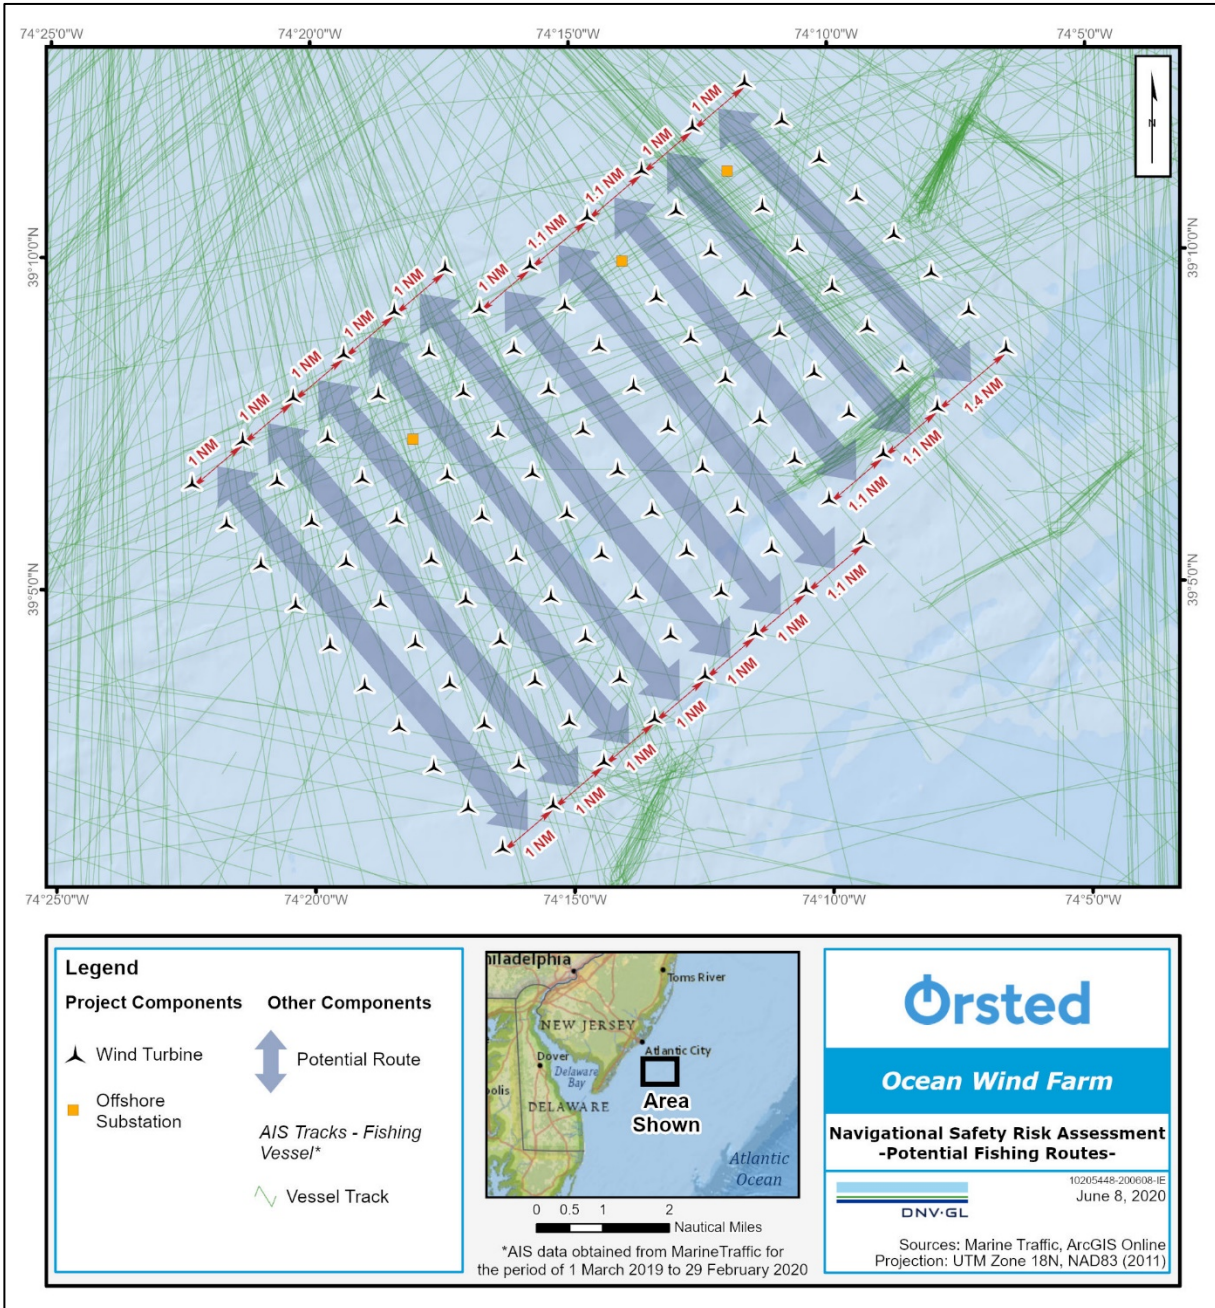 74°25'0"W 74°20'0"W 74°15'0"W 74°10'0"W 74°5'0"W
N
1 NM
1 NM
1 NM
1.1 NM
1.1 NM
1 NM
39°10'0"N
39°10'0"N
1 NM
1 NM
1 NM
1 NM
1 NM
1.4 NM
1.1 NM
1.1 NM
39°5'0"N
39°5'0"N
1.1 NM
1 NM
1 NM
1 NM
1 NM
1 NM
1 NM
74°25'0"W 74°20'0"W 74°15'0"W 74°10'0"W 74°5'0"W
Legend
Project Components
Wind Turbine
Offshore
Substation
Other Components
Potential Route
AIS Tracks - Fishing
Vessel*
Vessel Track
hiladelphia
Toms River
NEW JERSEY
Atlantic City
Dover
Delaware
Bay
polis
DELAWARE
Area
Shown
Atlantic
Ocean
0 0.5 1 2
Nautical Miles
*AIS data obtained from MarineTraffic for
the period of 1 March 2019 to 29 February 2020
Ørsted
Ocean Wind Farm
Navigational Safety Risk Assessment
-Potential Fishing Routes-
10205448-200608-IE
June 8, 2020
DNV·GL
Sources: Marine Traffic, ArcGIS Online
Projection: UTM Zone 18N, NAD83 (2011)